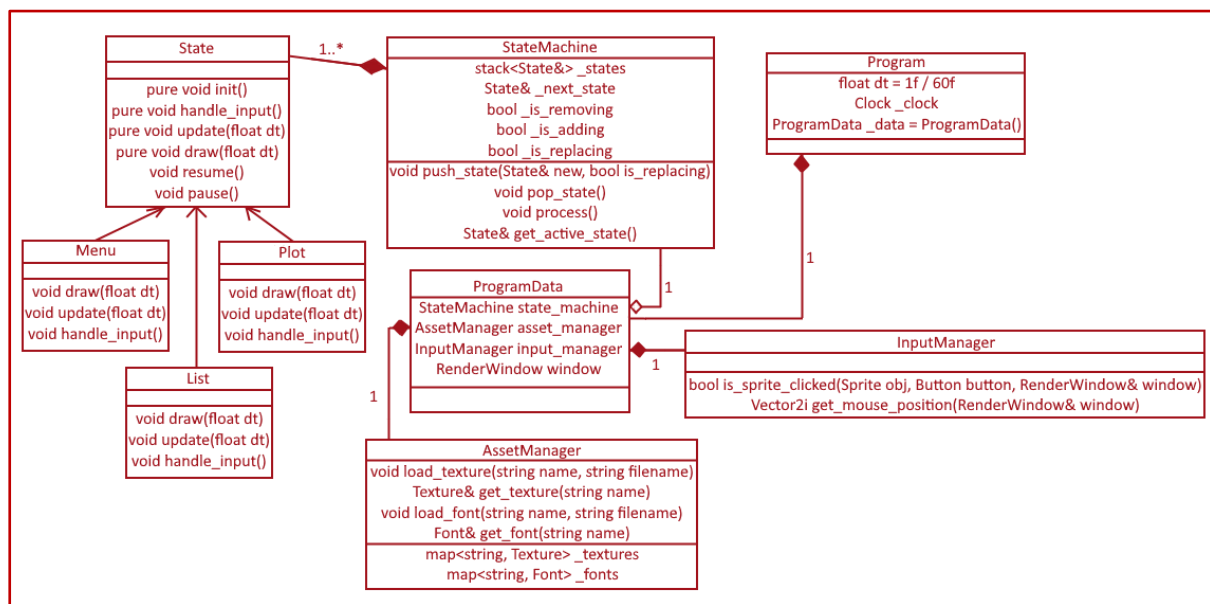 State
pure void init()
pure void handle_input()
pure void update(float dt)
pure void draw(float dt)
void resume()
void pause()
1..*
StateMachine
stack<State&> _states
State& _next_state
bool _is_removing
bool _is_adding
bool _is_replacing
void push_state(State& new, bool is_replacing)
void pop_state()
void process()
State& get_active_state()
Program
float dt = 1f / 60f
Clock _clock
ProgramData _data = ProgramData()
Menu
void draw(float dt)
void update(float dt)
void handle_input()
Plot
void draw(float dt)
void update(float dt)
void handle_input()
List
void draw(float dt)
void update(float dt)
void handle_input()
1
1
ProgramData
StateMachine state_machine
AssetManager asset_manager
InputManager input_manager
RenderWindow window
1
InputManager
bool is_sprite_clicked(Sprite obj, Button button, RenderWindow& window)
Vector2i get_mouse_position(RenderWindow& window)
1
AssetManager
void load_texture(string name, string filename)
Texture& get_texture(string name)
void load_font(string name, string filename)
Font& get_font(string name)
map<string, Texture> _textures
map<string, Font> _fonts